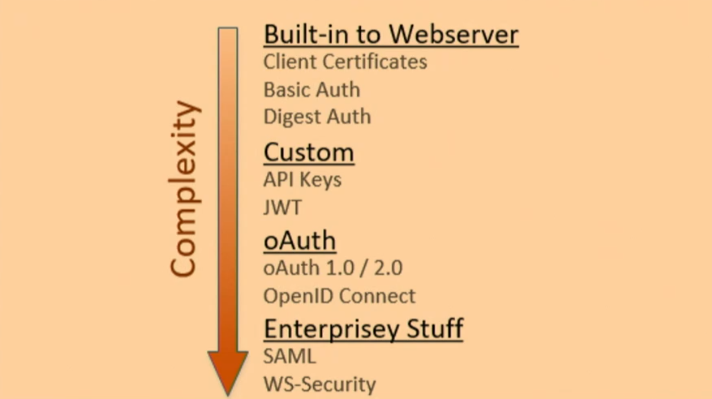 Complexity
Built-in to Webserver
Client Certificates
Basic Auth
Digest Auth
Custom
API Keys
JWT
oAuth
oAuth 1.0 / 2.0
OpenID Connect
Enterprisey Stuff
SAML
WS-Security